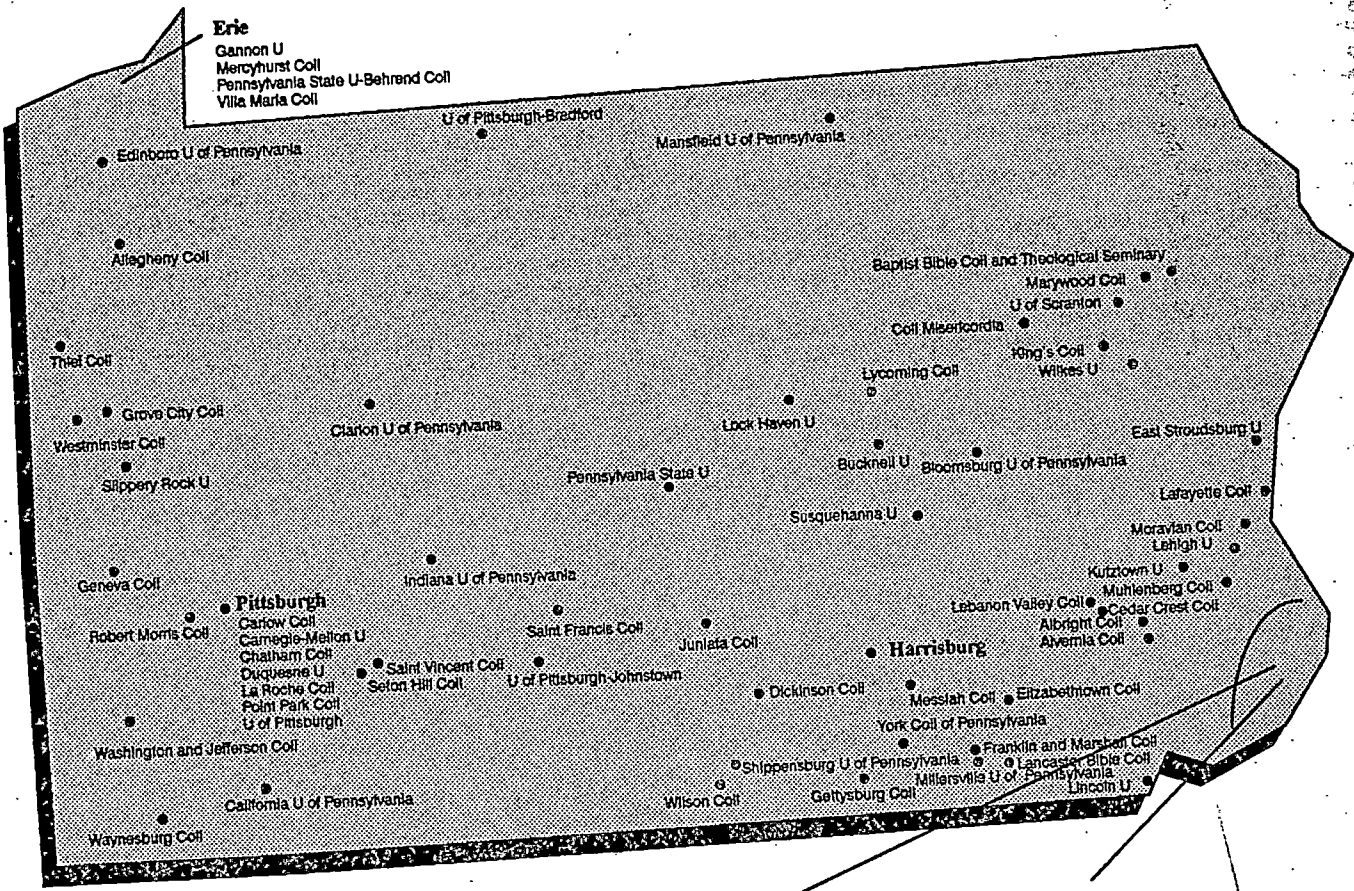 Erie
Gannon U
Mercyhurst Coll
Pennsylvania State U-Behrend Coll
Villa Maria Coll
U of Pittsburgh-Bradford
Mansfield U of Pennsylvania
Edinboro U of Pennsylvania
Allegheny Coll
Baptist Bible Coll and Theological Seminary
Marywood Coll
U of Scranton
Coll Misericordia
King's Coll
Wilkes U
Thiel Coll
Lycoming Coll
Grove City Coll
Westminster Coll
Clarion U of Pennsylvania
Lock Haven U
East Stroudsburg U
Bucknell U
Bloomsburg U of Pennsylvania
Slippery Rock U
Pennsylvania State U
Lafayette Coll
Susquehanna U
Moravian Coll
Lehigh U
Geneva Coll
Indiana U of Pennsylvania
Kutztown U
Muhlenberg Coll
Pittsburgh
Carlow Coll
Carnegie-Mellon U
Chatham Coll
Duquesne U
La Roche Coll
Point Park Coll
U of Pittsburgh
Robert Morris Coll
Saint Francis Coll
Juniata Coll
Lebanon Valley Coll
Cedar Crest Coll
Albright Coll
Alvernia Coll
Harrisburg
Saint Vincent Coll
Seton Hill Coll
U of Pittsburgh-Johnstown
Dickinson Coll
Messiah Coll
Elizabethtown Coll
York Coll of Pennsylvania
Washington and Jefferson Coll
Franklin and Marshall Coll
Shippensburg U of Pennsylvania
Lancaster Bible Coll
Millersville U of Pennsylvania
Lincoln U
Wilson Coll
Gettysburg Coll
California U of Pennsylvania
Waynesburg Coll